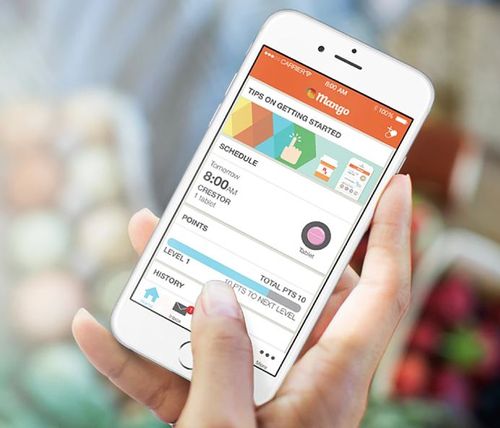 CARRIER
8:00 AM
100%
Mango
TIPS ON GETTING STARTED
SCHEDULE
Tomorrow
8:00AM
CRESTOR
1 tablet
Tablet
POINTS
LEVEL 1
TOTAL PTS 10
10 PTS TO NEXT LEVEL
HISTORY
More